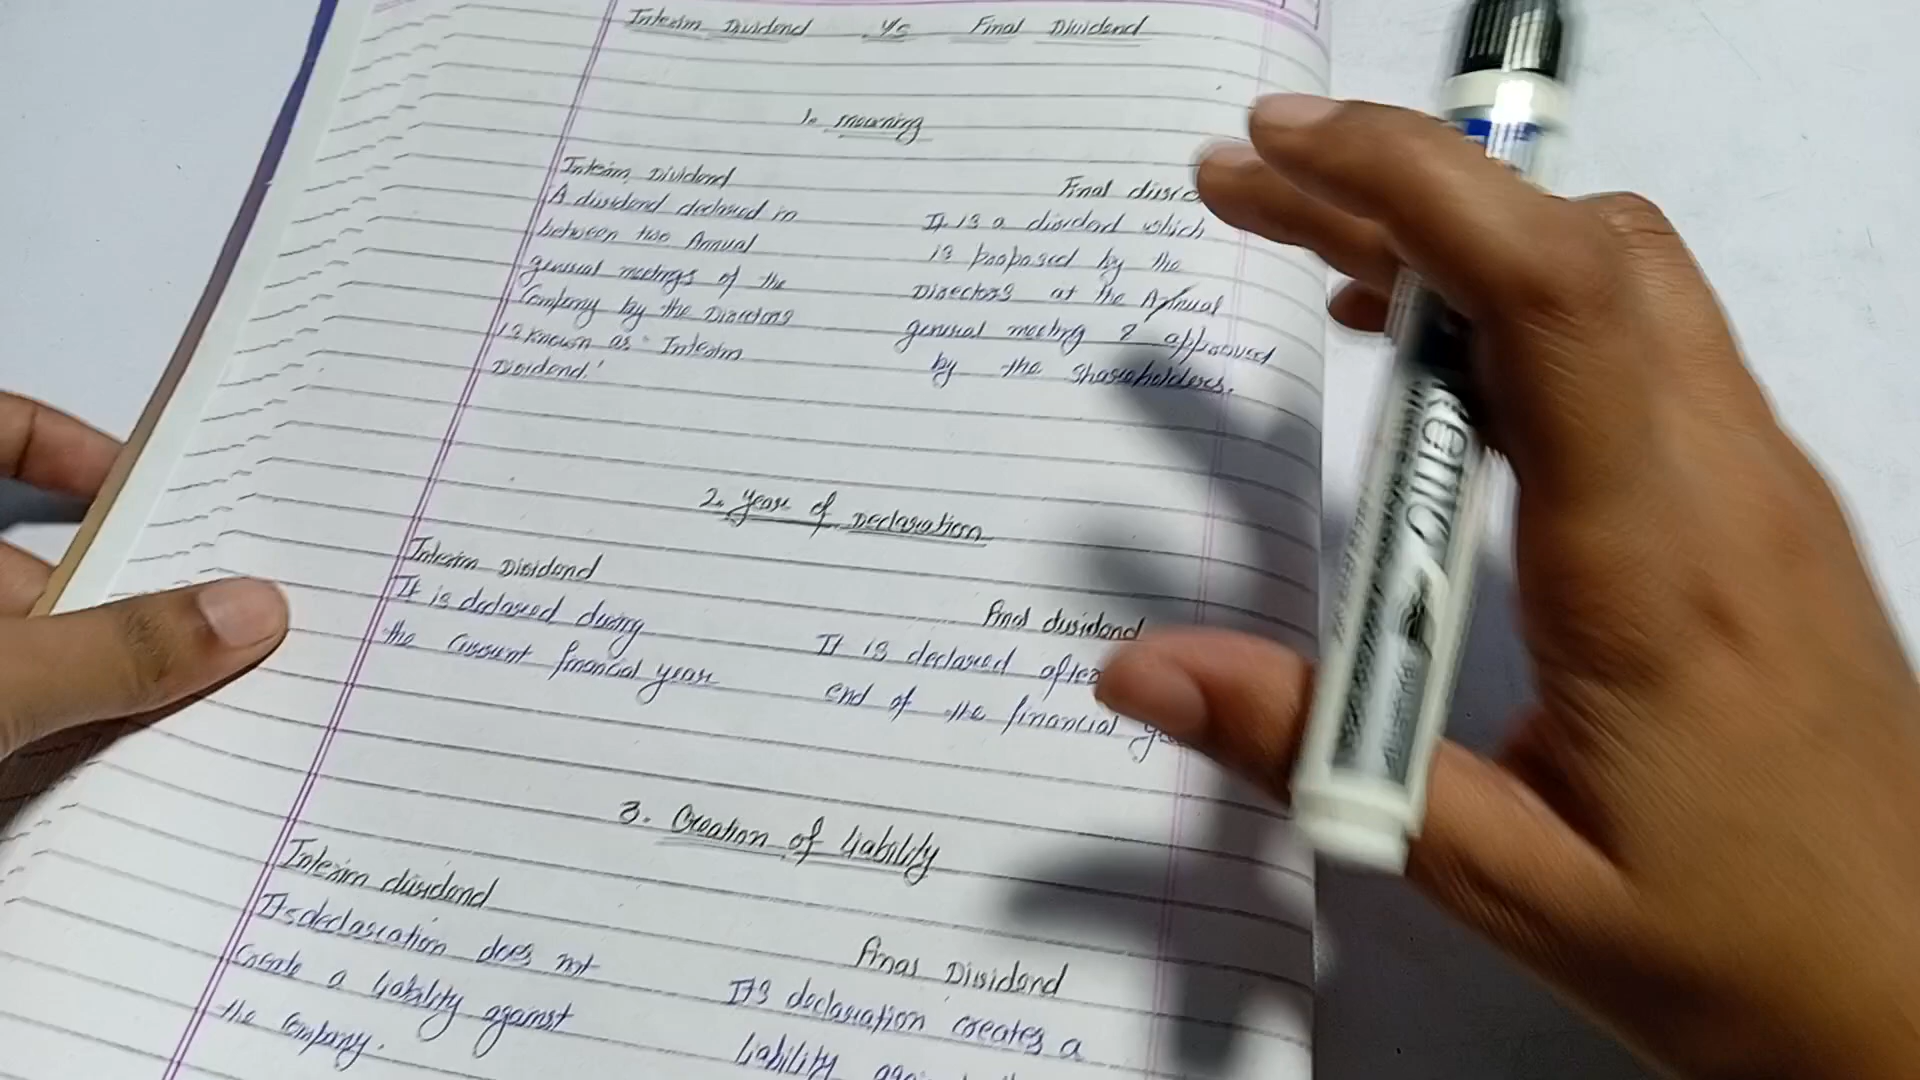 Interim Dividend V/s Final Dividend
1. meaning
Interim Dividend
A dividend declared in
between two Annual
general meetings of the
Company by the Directors
is known as "Interim
Dividend."
Final
It is a dividend which
is proposed by the
Directors at the Annual
general meeting & approved
by the shareholders.
2. Year of Declaration
Interim Dividend
It is declared during
the current financial year
Final dividend
It is declared after
end of the financial
3. Creation of liability
Interim dividend
Its declaration does not
Create a liability against
the Company.
Final Dividend
Its declaration creates a
liability